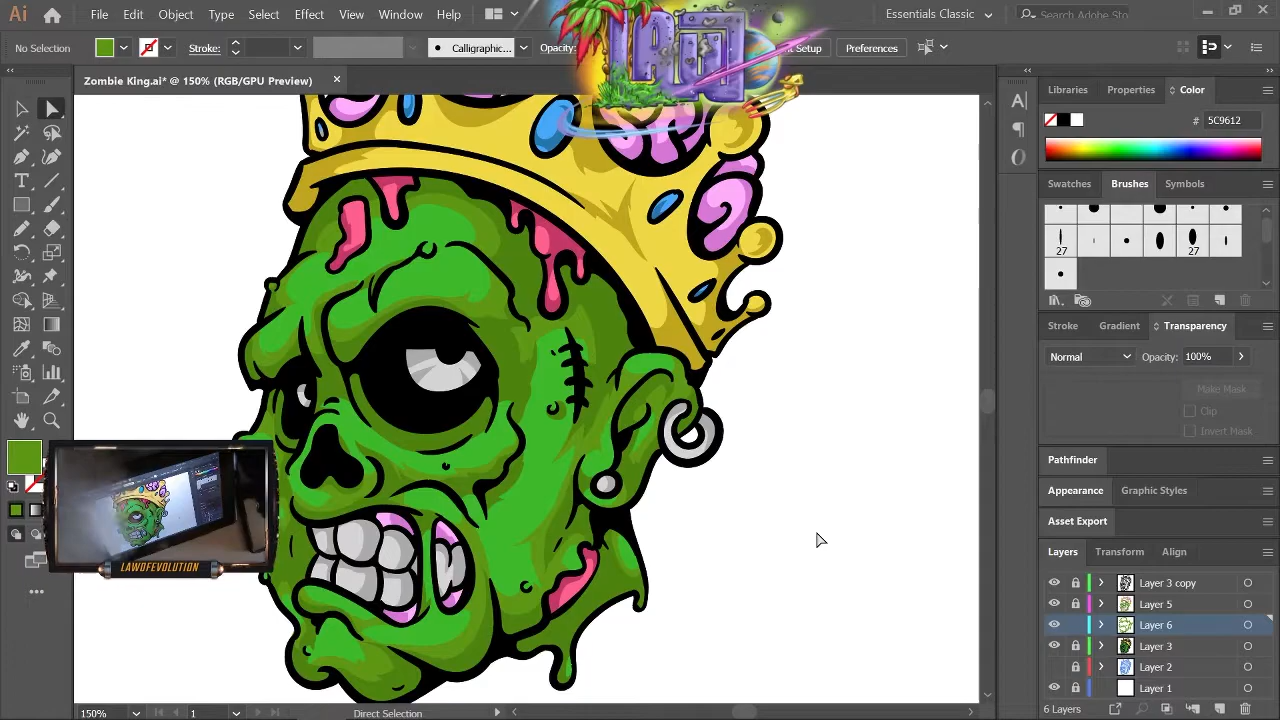 Ai File Edit Object Type Select Effect View Window Help Essentials Classic Search Adobe Sto
No Selection Stroke: Calligraphic... Opacity: Setup Preferences
Zombie King.ai* @ 150% (RGB/GPU Preview)
LAW
Libraries Properties Color
# 5C9612
Swatches Brushes Symbols
27 27
Stroke Gradient Transparency
Normal Opacity: 100%
Make Mask
Clip
Invert Mask
Pathfinder
Appearance Graphic Styles
Asset Export
Layers Transform Align
Layer 3 copy
Layer 5
Layer 6
Layer 3
Layer 2
Layer 1
6 Layers
LAWOFEVOLUTION
150% 1 Direct Selection